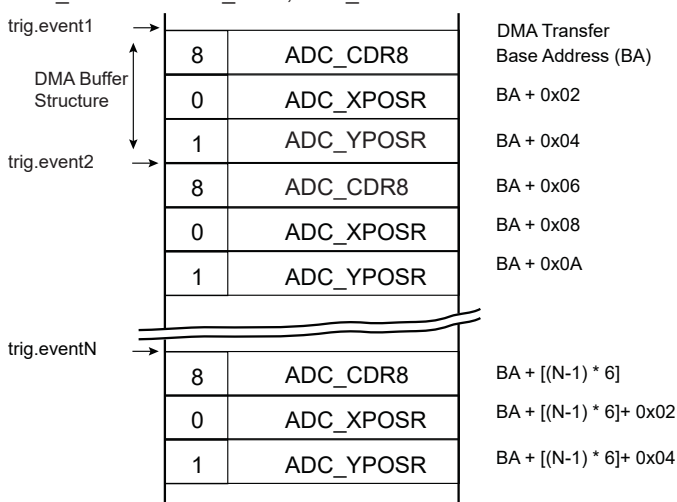 trig.event1
DMA Transfer
Base Address (BA)
8 ADC_CDR8
DMA Buffer
Structure
0 ADC_XPOSR BA + 0x02
1 ADC_YPOSR BA + 0x04
trig.event2
8 ADC_CDR8 BA + 0x06
0 ADC_XPOSR BA + 0x08
1 ADC_YPOSR BA + 0x0A
trig.eventN
8 ADC_CDR8 BA + [(N-1) * 6]
0 ADC_XPOSR BA + [(N-1) * 6]+ 0x02
1 ADC_YPOSR BA + [(N-1) * 6]+ 0x04